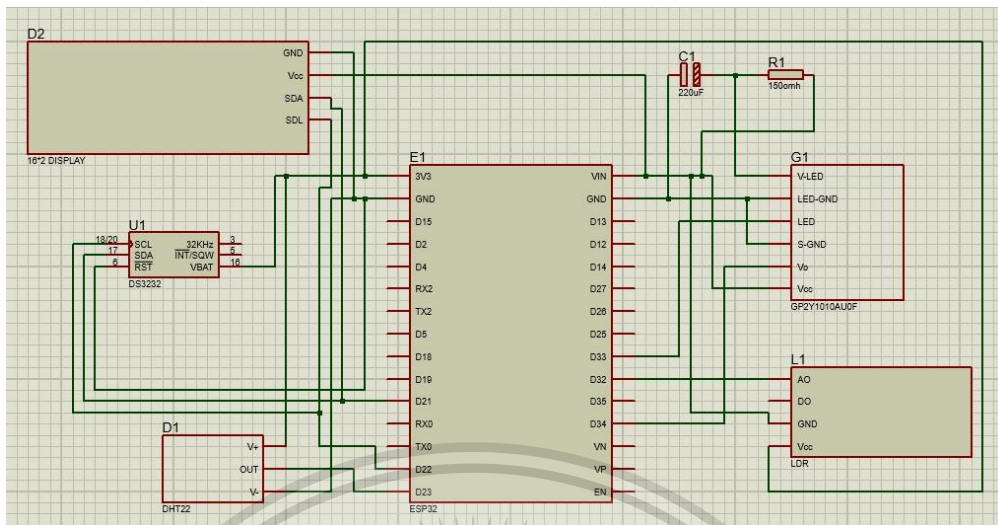 D2
GND
Vcc
SDA
SDL
16*2 DISPLAY
C1
220uF
R1
150omh
E1
3V3
GND
D15
D2
D4
RX2
TX2
D5
D18
D19
D21
RX0
TX0
D22
D23
VIN
GND
D13
D12
D14
D27
D26
D25
D33
D32
D35
D34
VN
VP
EN
ESP32
G1
V-LED
LED-GND
LED
S-GND
Vo
Vcc
GP2Y1010AU0F
U1
18/20 SCL 32KHz 3
17 SDA INT/SQW 5
6 RST VBAT 16
DS3232
D1
V+
OUT
V-
DHT22
L1
AO
DO
GND
Vcc
LDR